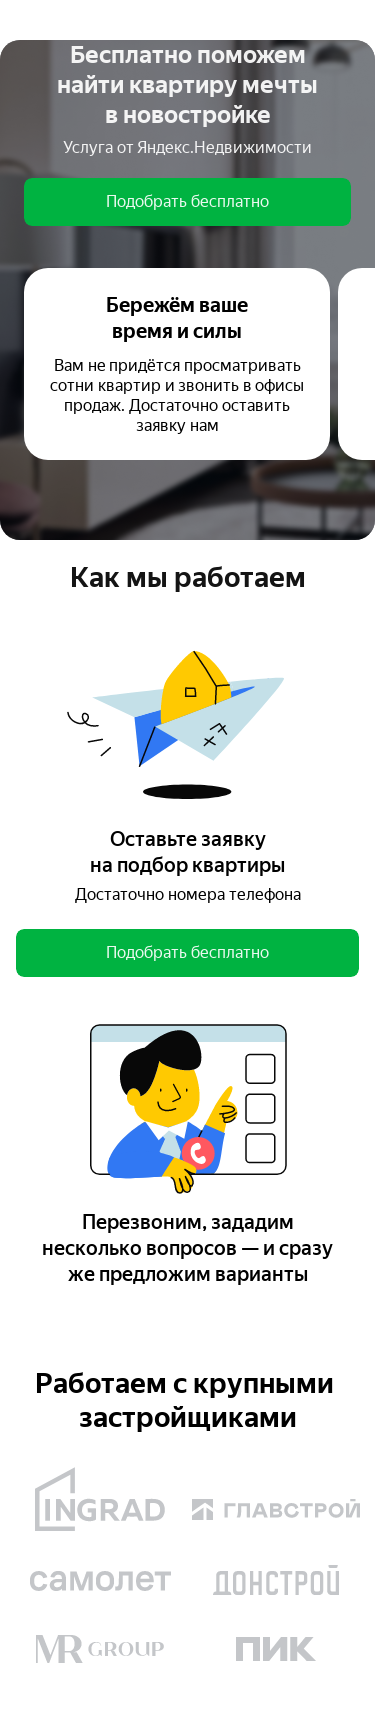 Бесплатно поможем
найти квартиру мечты
в новостройке
Услуга от Яндекс.Недвижимости
Подобрать бесплатно
Бережём ваше
время и силы
Вам не придётся просматривать
сотни квартир и звонить в офисы
продаж. Достаточно оставить
заявку нам
Как мы работаем
Оставьте заявку
на подбор квартиры
Достаточно номера телефона
Подобрать бесплатно
Перезвоним, зададим
несколько вопросов — и сразу
же предложим варианты
Работаем с крупными
застройщиками
INGRAD
ГЛАВСТРОЙ
самолет
ДОНСТРОЙ
MR GROUP
ПИК